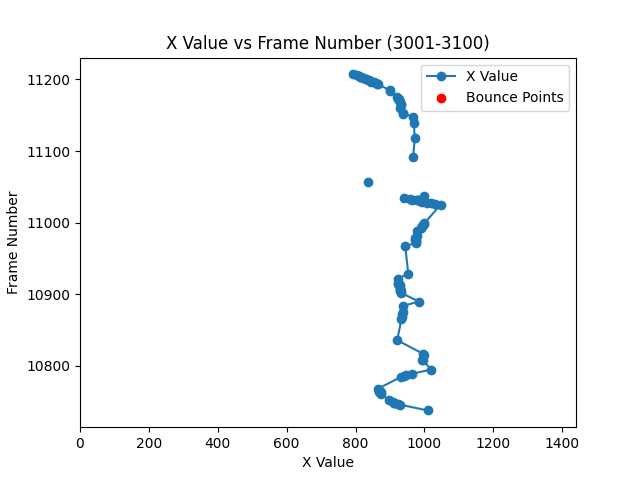 X Value vs Frame Number (3001-3100)
X Value
Bounce Points
Frame Number
11200
11100
11000
10900
10800
0 200 400 600 800 1000 1200 1400
X Value